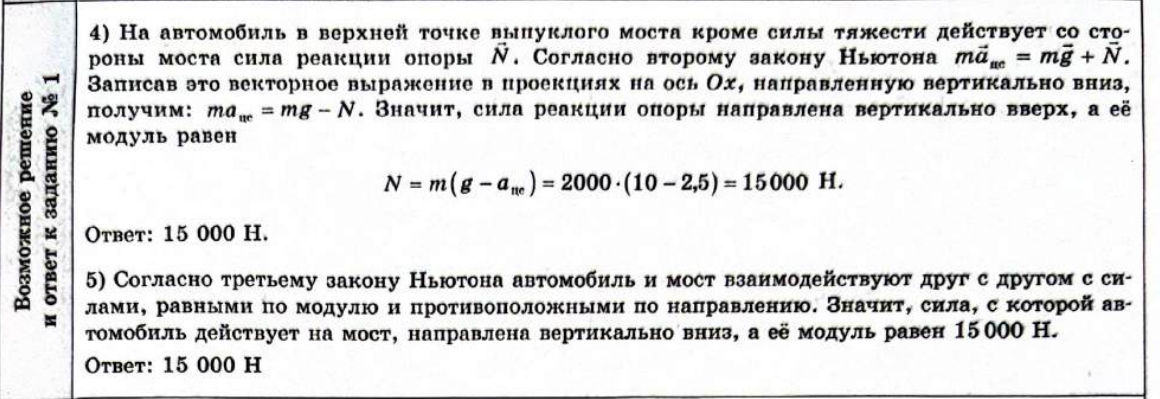 Возможное решение
и ответ к заданию № 1
4) На автомобиль в верхней точке выпуклого моста кроме силы тяжести действует со сто-
роны моста сила реакции опоры N⃗. Согласно второму закону Ньютона ma⃗цс = mg⃗ + N⃗.
Записав это векторное выражение в проекциях на ось Ox, направленную вертикально вниз,
получим: maцс = mg – N. Значит, сила реакции опоры направлена вертикально вверх, а её
модуль равен
N = m(g – aцс) = 2000·(10 – 2,5) = 15000 Н.
Ответ: 15 000 Н.
5) Согласно третьему закону Ньютона автомобиль и мост взаимодействуют друг с другом с си-
лами, равными по модулю и противоположными по направлению. Значит, сила, с которой ав-
томобиль действует на мост, направлена вертикально вниз, а её модуль равен 15 000 Н.
Ответ: 15 000 Н